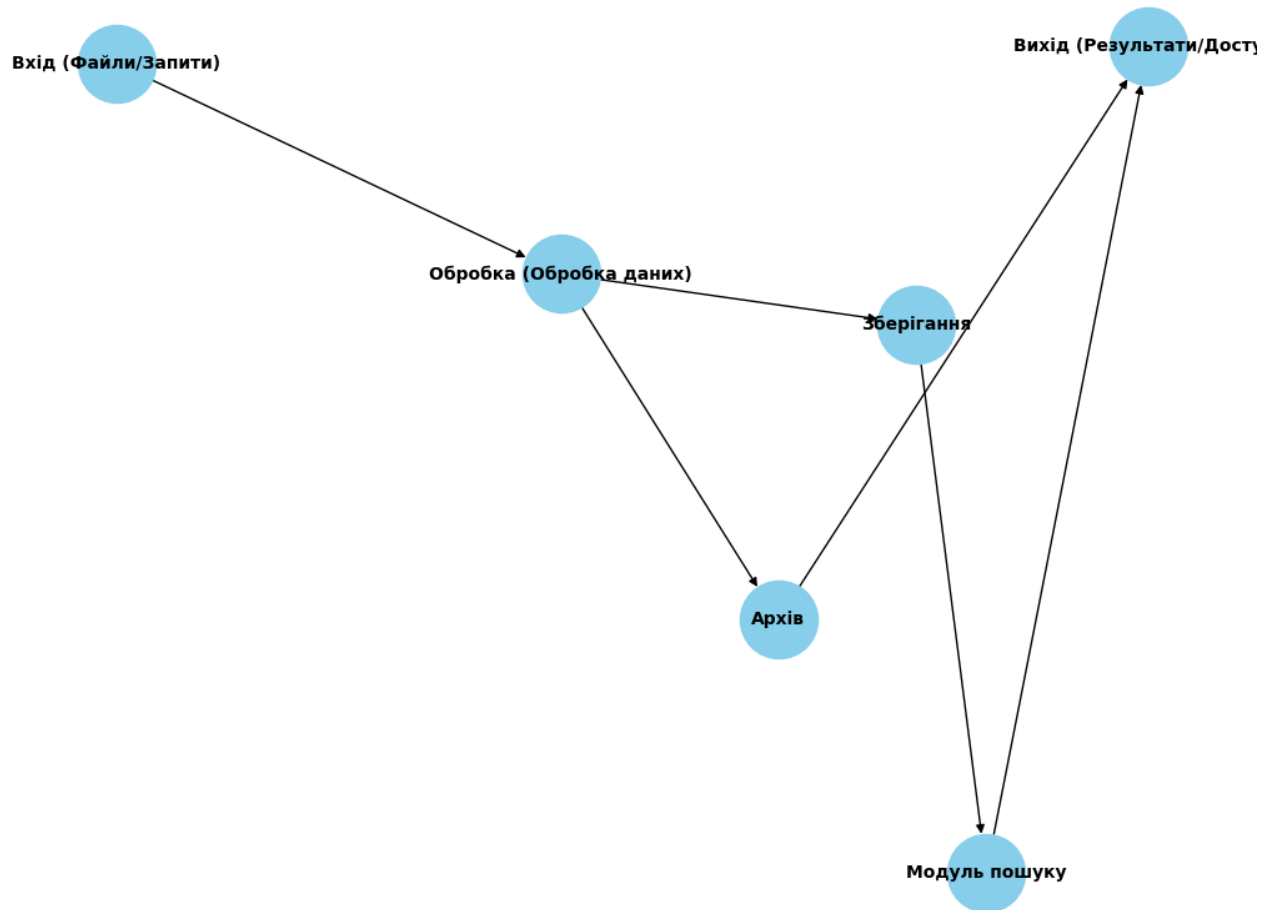 Вхід (Файли/Запити)
Вихід (Результати/Досту
Обробка (Обробка даних)
Зберігання
Архів
Модуль пошуку